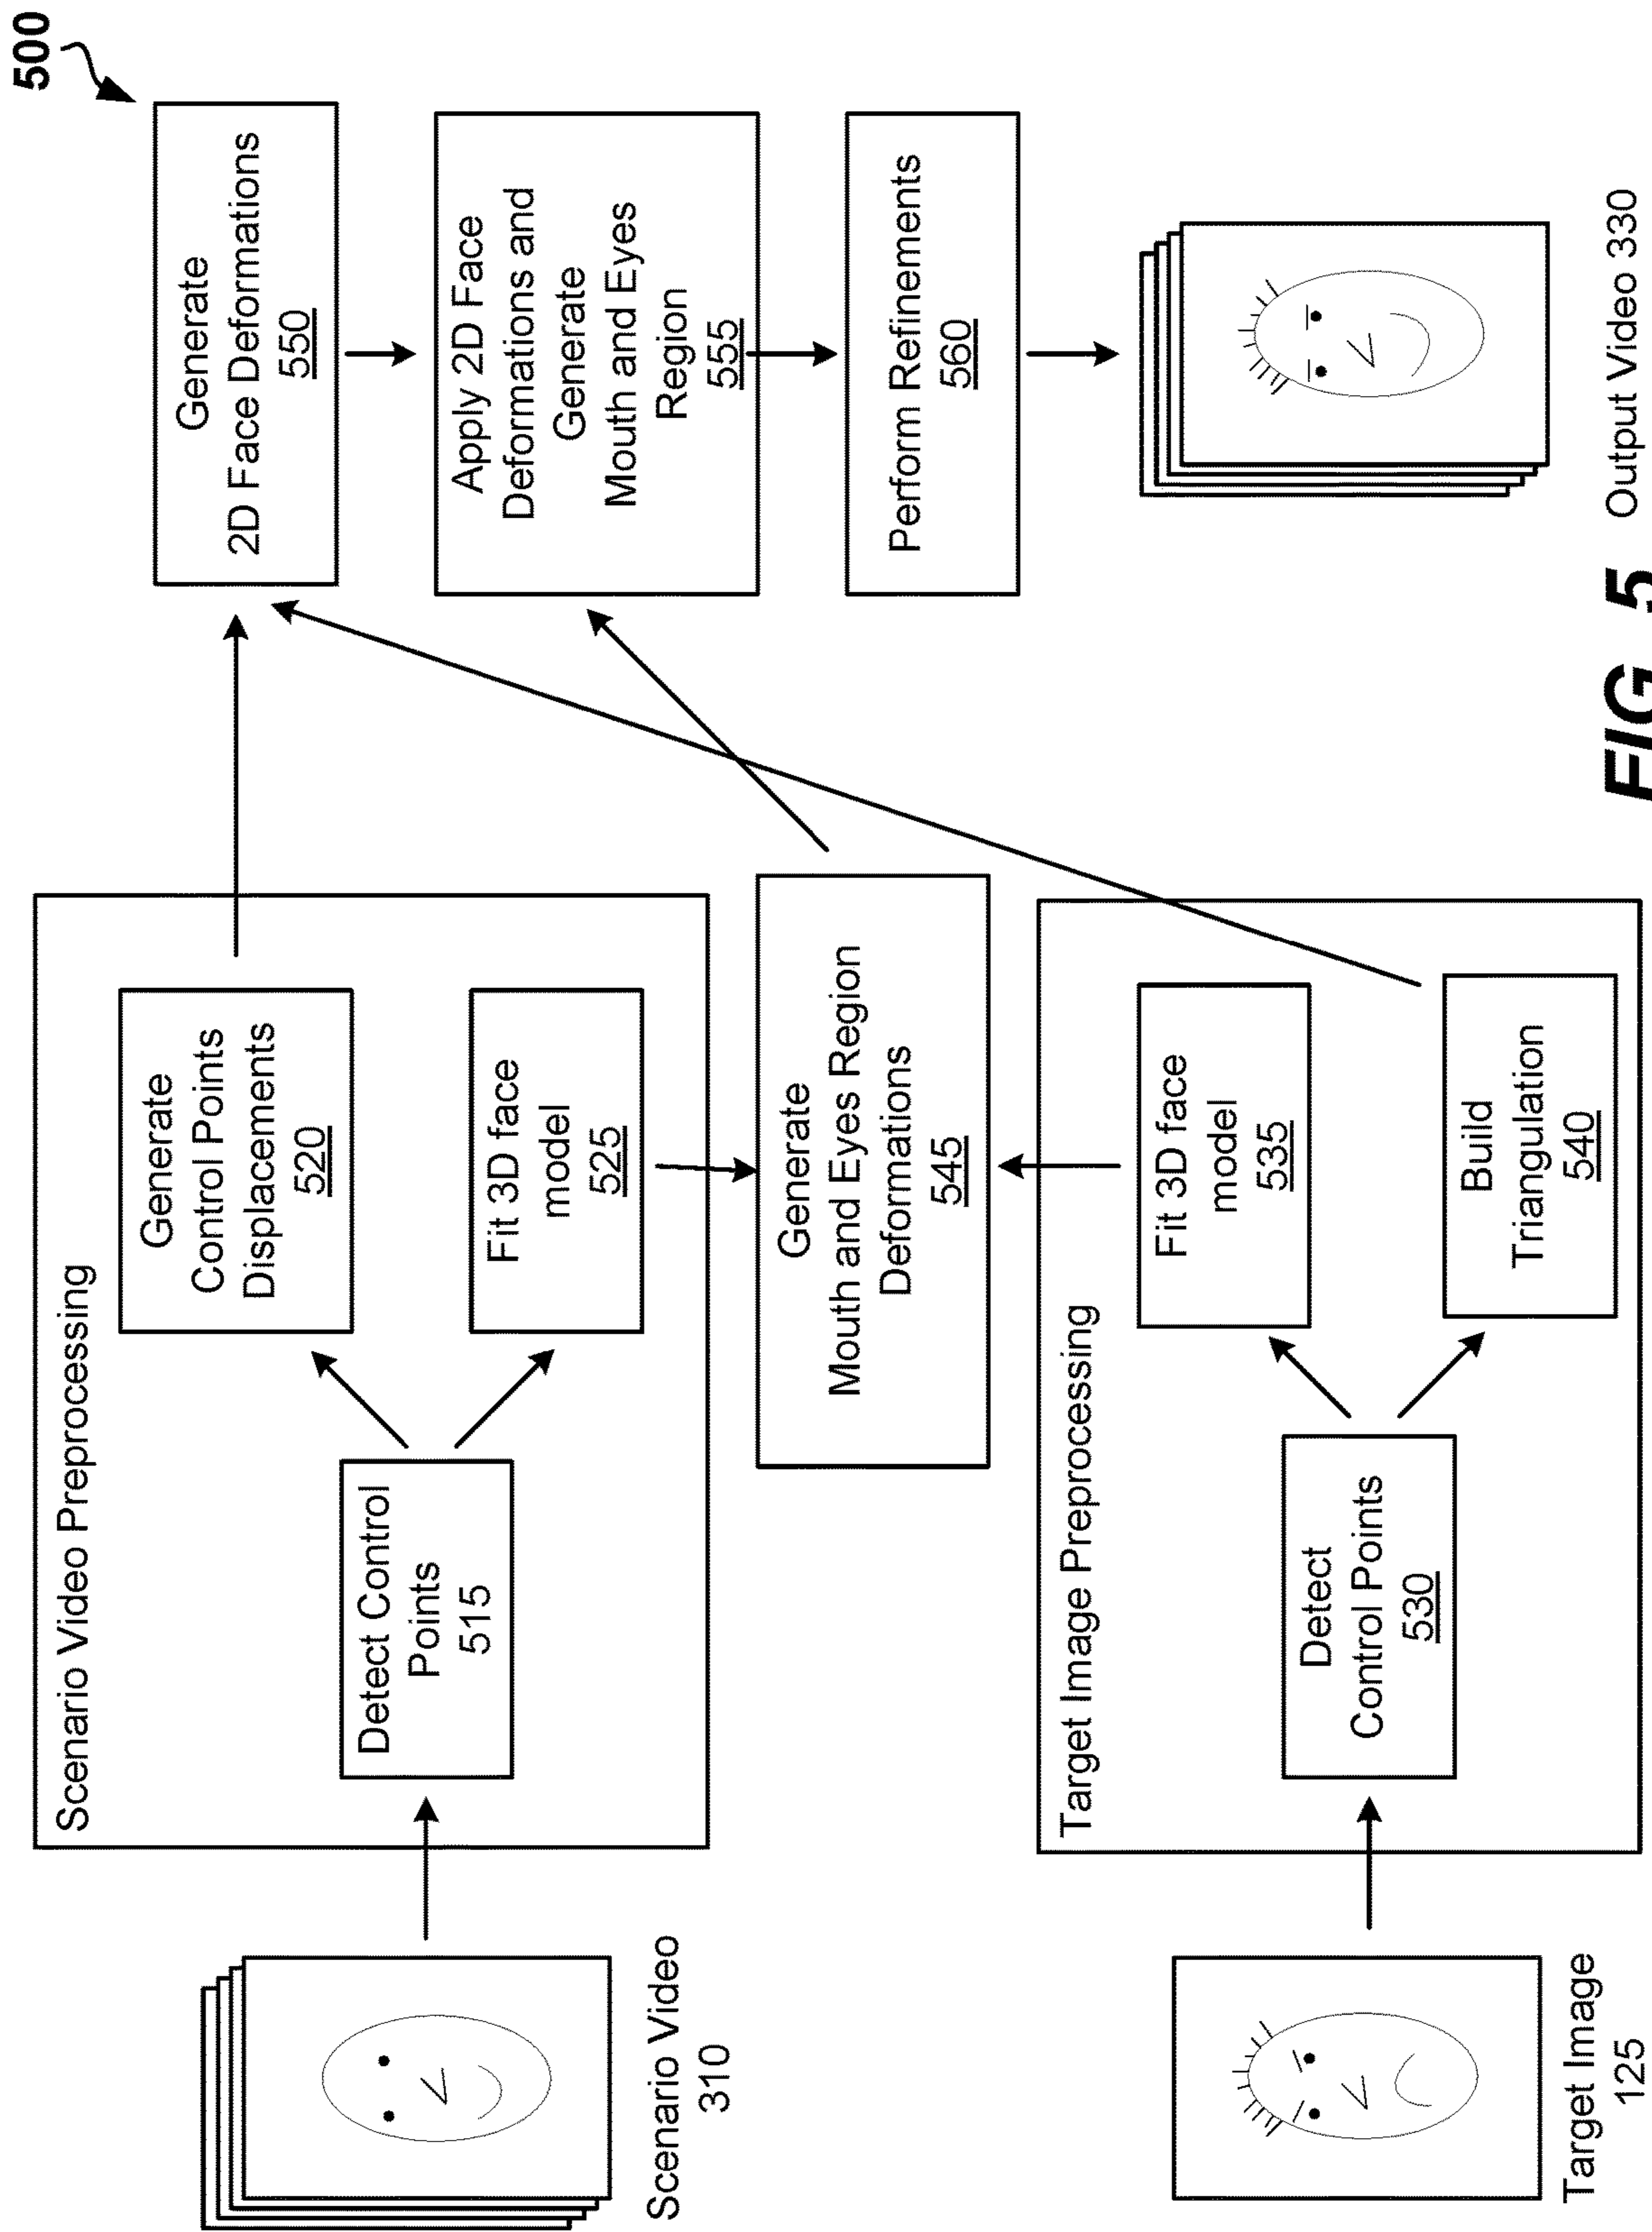 500
Scenario Video Preprocessing
Detect Control
Points
515
Generate
Control Points
Displacements
520
Fit 3D face
model
525
Scenario Video
310
Generate
Mouth and Eyes Region
Deformations
545
Target Image Preprocessing
Detect
Control Points
530
Fit 3D face
model
535
Build
Triangulation
540
Target Image
125
Generate
2D Face Deformations
550
Apply 2D Face
Deformations and
Generate
Mouth and Eyes
Region
555
Perform Refinements
560
Output Video 330
FIG. 5